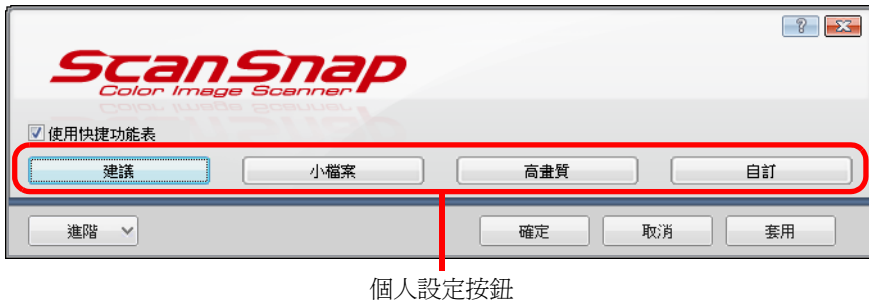 ScanSnap
Color Image Scanner
使用快捷功能表
建議 小檔案 高畫質 自訂
進階 確定 取消 套用
個人設定按鈕